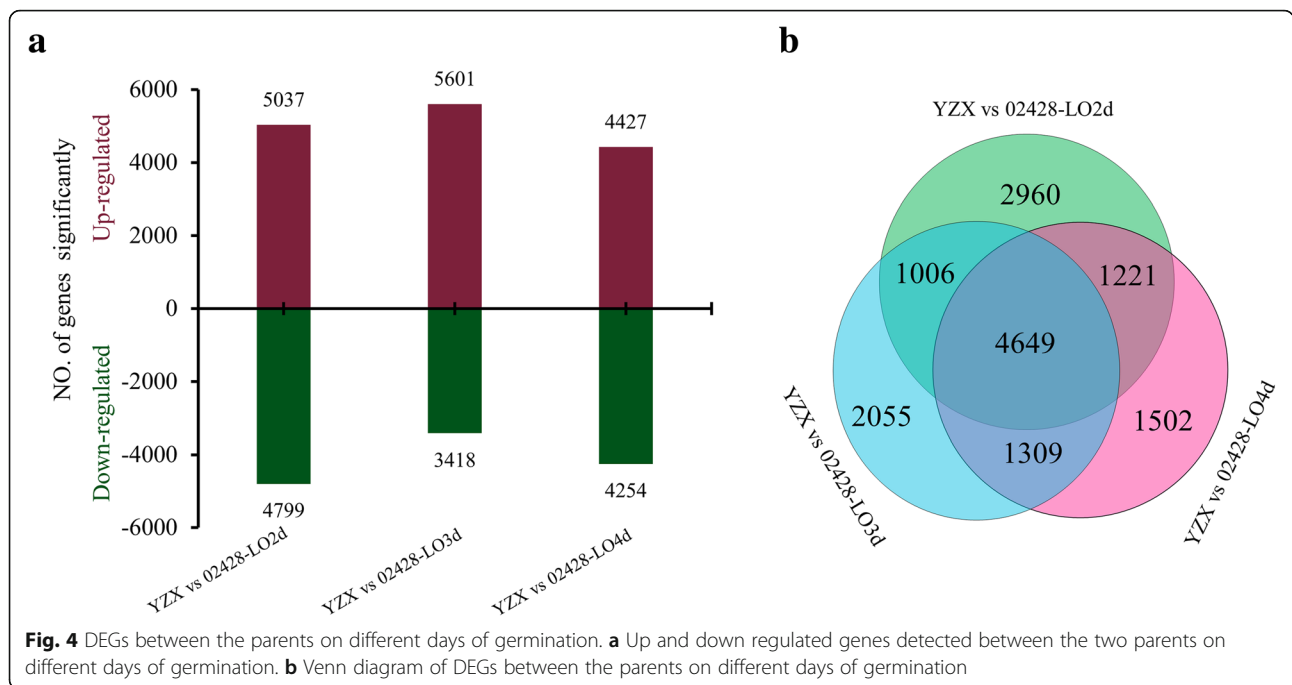 a
NO. of genes significantly
Up-regulated
Down-regulated
6000
4000
2000
0
-2000
-4000
-6000
5037
5601
4427
4799
3418
4254
YZX vs 02428-LO2d
YZX vs 02428-LO3d
YZX vs 02428-LO4d
b
YZX vs 02428-LO2d
2960
1006
1221
4649
2055
1309
1502
YZX vs 02428-LO3d
YZX vs 02428-LO4d
Fig. 4 DEGs between the parents on different days of germination. a Up and down regulated genes detected between the two parents on
different days of germination. b Venn diagram of DEGs between the parents on different days of germination